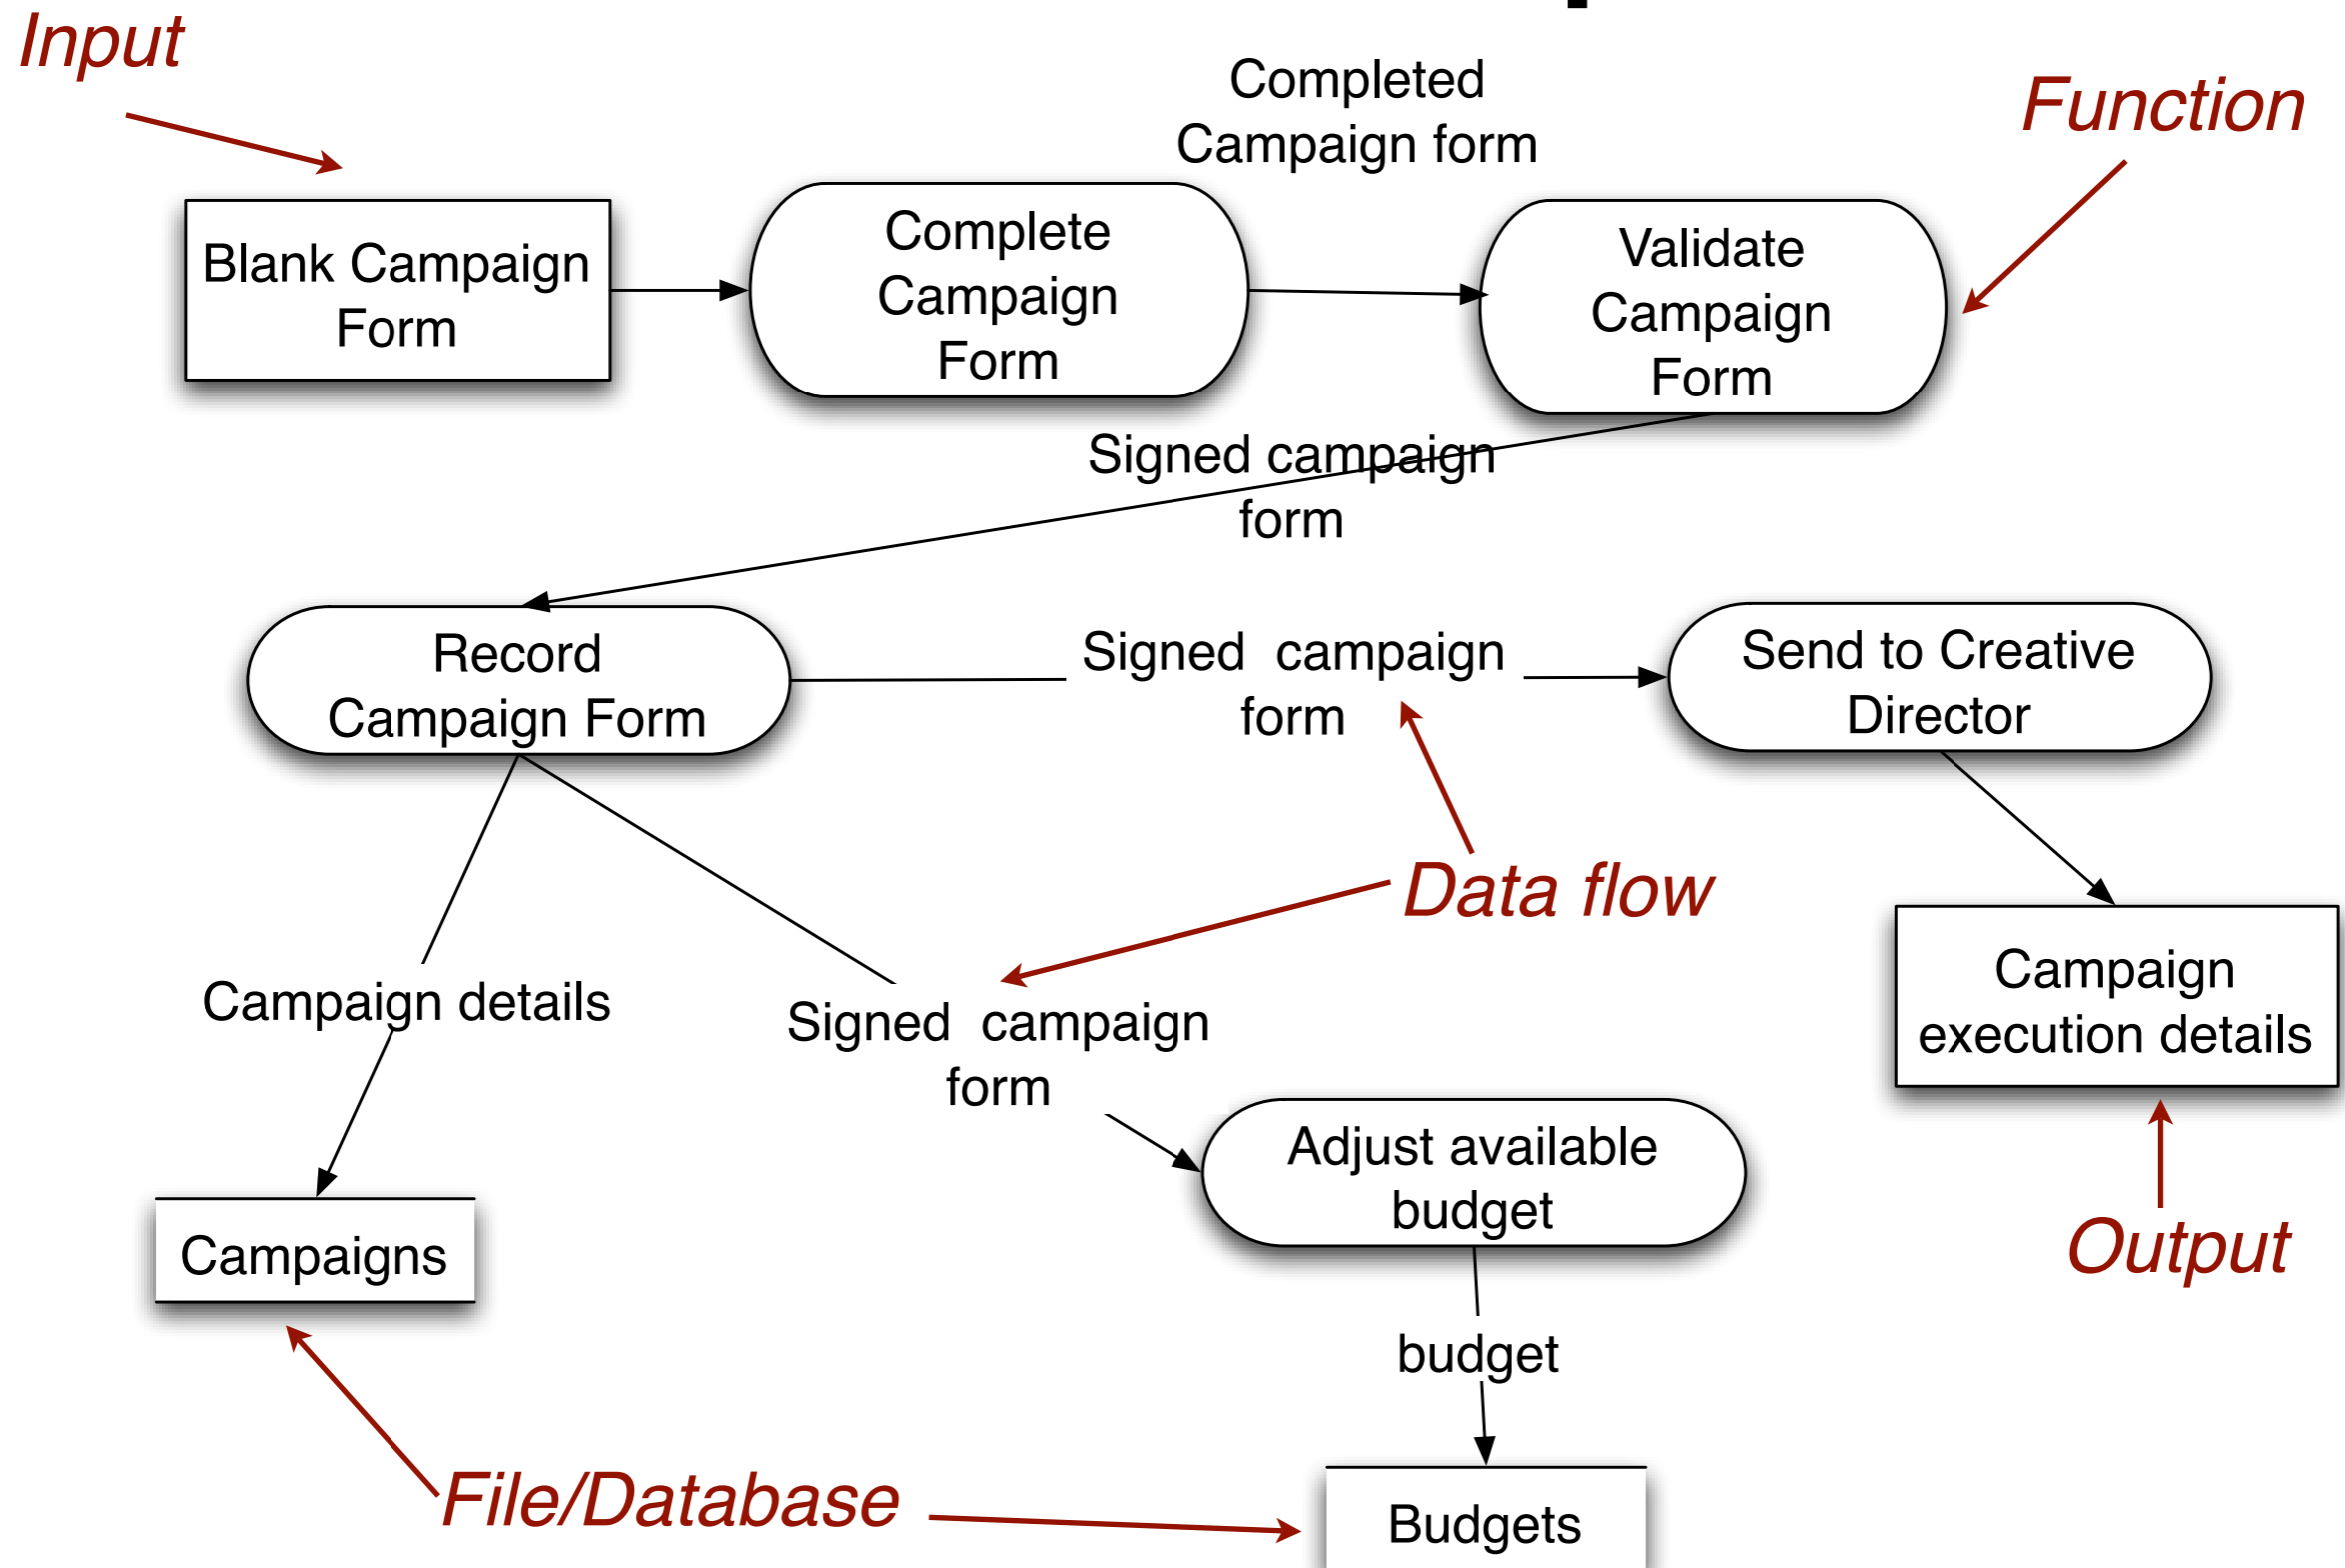 Input
Completed
Campaign form
Function
Blank Campaign
Form
Complete
Campaign
Form
Validate
Campaign
Form
Signed campaign
form
Record
Campaign Form
Signed campaign
form
Send to Creative
Director
Data flow
Campaign details
Signed campaign
form
Campaign
execution details
Adjust available
budget
Campaigns
Output
budget
File/Database
Budgets